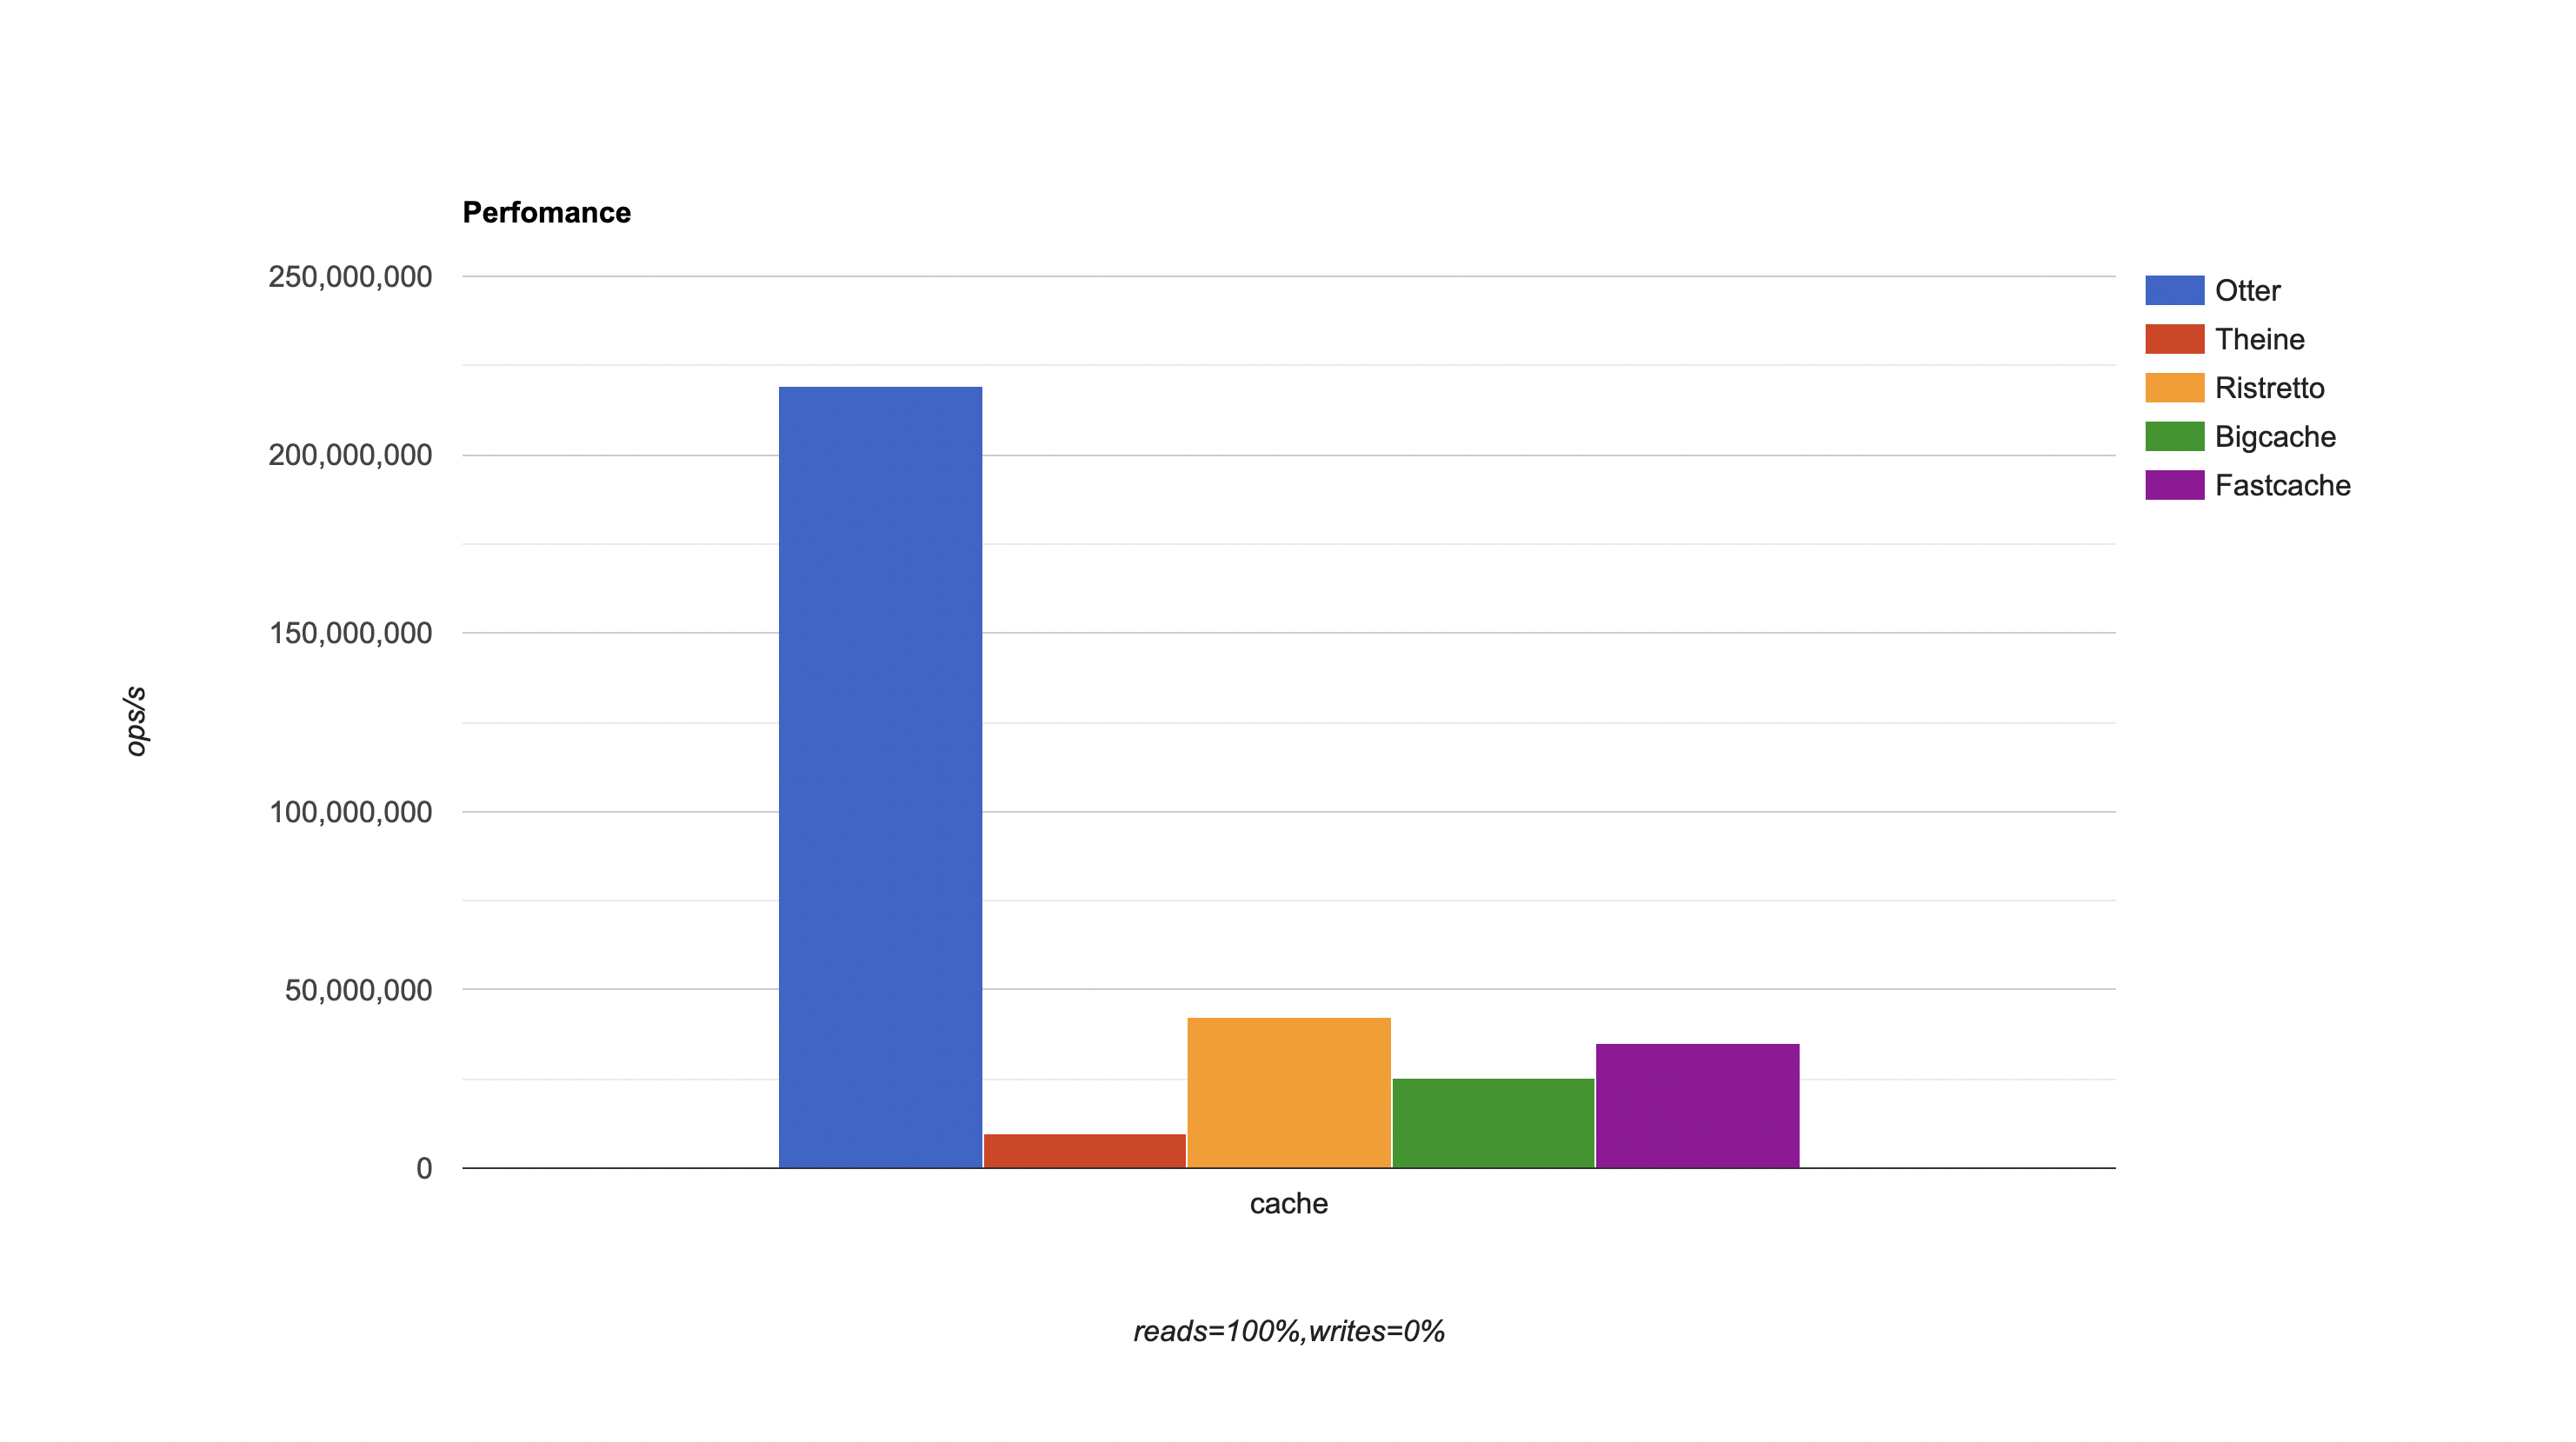 Perfomance
250,000,000
200,000,000
150,000,000
100,000,000
50,000,000
0
ops/s
cache
reads=100%,writes=0%
Otter
Theine
Ristretto
Bigcache
Fastcache